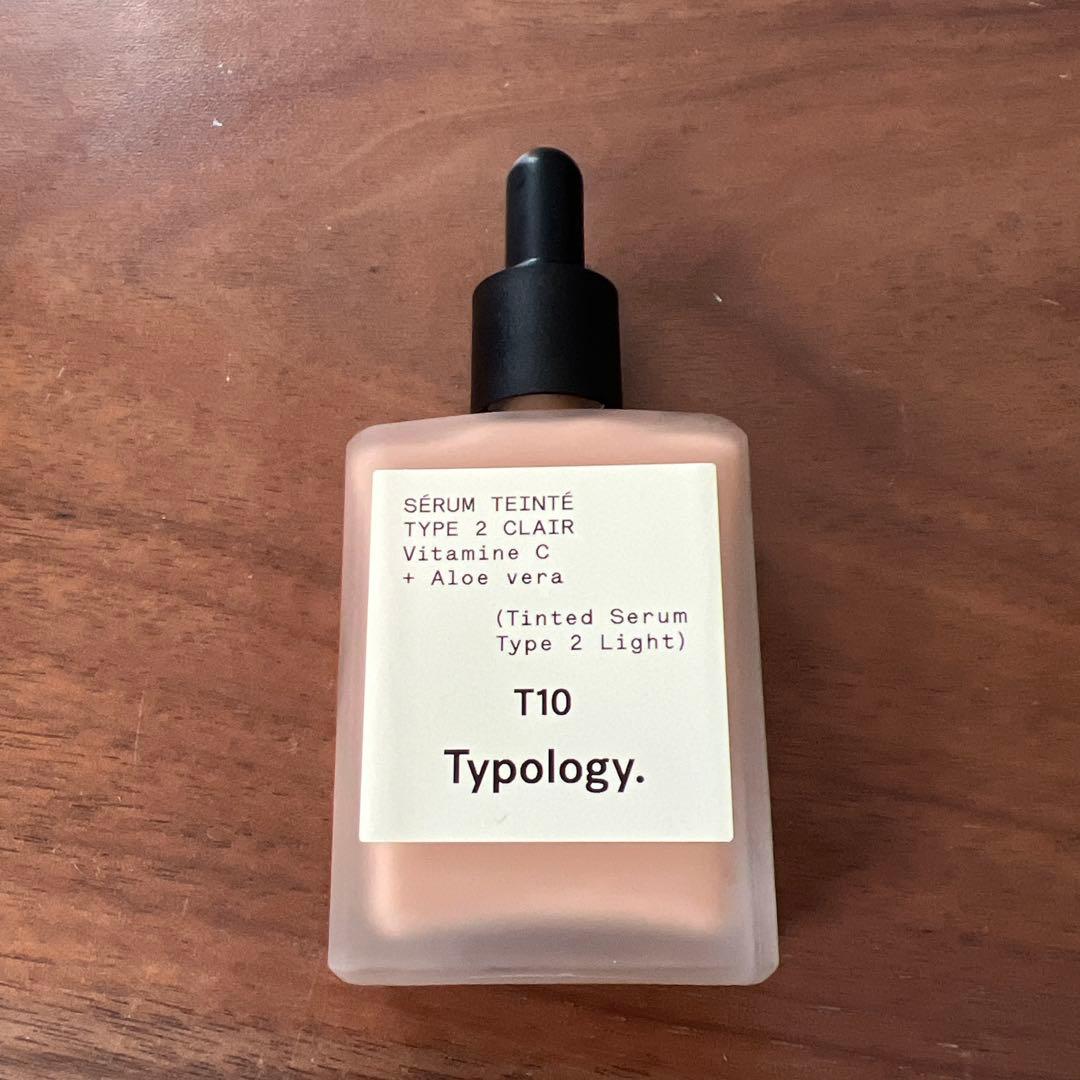 SÉRUM TEINTÉ
TYPE 2 CLAIR
Vitamine C
+ Aloe vera
(Tinted Serum
Type 2 Light)
T10
Typology.